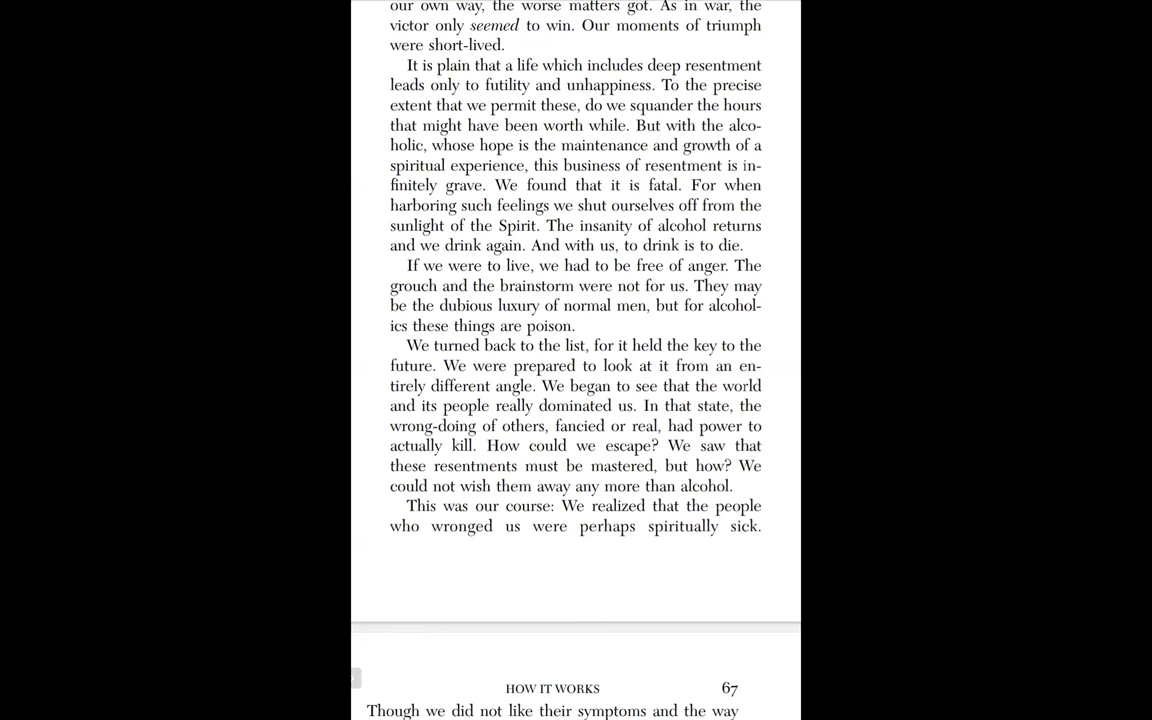 our own way, the worse matters got. As in war, the
victor only seemed to win. Our moments of triumph
were short-lived.
It is plain that a life which includes deep resentment
leads only to futility and unhappiness. To the precise
extent that we permit these, do we squander the hours
that might have been worth while. But with the alco-
holic, whose hope is the maintenance and growth of a
spiritual experience, this business of resentment is in-
finitely grave. We found that it is fatal. For when
harboring such feelings we shut ourselves off from the
sunlight of the Spirit. The insanity of alcohol returns
and we drink again. And with us, to drink is to die.
If we were to live, we had to be free of anger. The
grouch and the brainstorm were not for us. They may
be the dubious luxury of normal men, but for alcohol-
ics these things are poison.
We turned back to the list, for it held the key to the
future. We were prepared to look at it from an en-
tirely different angle. We began to see that the world
and its people really dominated us. In that state, the
wrong-doing of others, fancied or real, had power to
actually kill. How could we escape? We saw that
these resentments must be mastered, but how? We
could not wish them away any more than alcohol.
This was our course: We realized that the people
who wronged us were perhaps spiritually sick.
HOW IT WORKS 67
Though we did not like their symptoms and the way